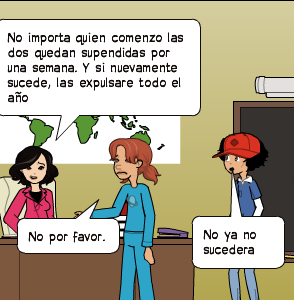 No importa quien comenzo las
dos quedan supendidas por
una semana. Y si nuevamente
sucede, las expulsare todo el
año
No por favor.
No ya no
sucedera